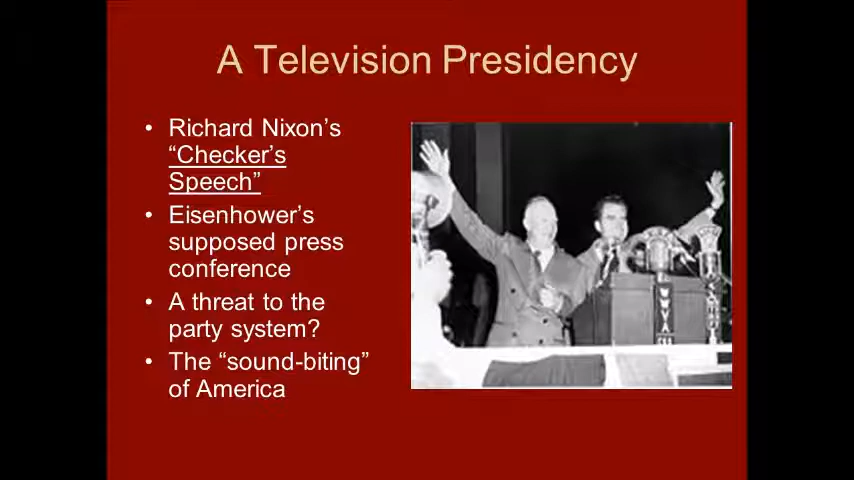 A Television Presidency
• Richard Nixon’s
“Checker’s
Speech”
• Eisenhower’s
supposed press
conference
• A threat to the
party system?
• The “sound-biting”
of America
WWVA